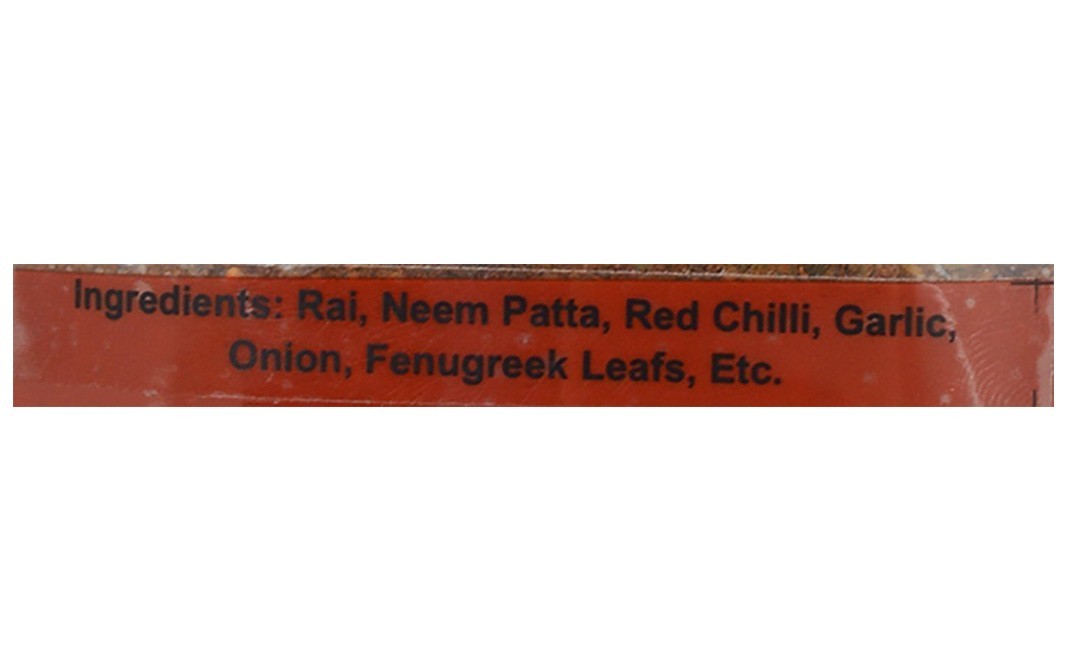 Ingredients: Rai, Neem Patta, Red Chilli, Garlic,
Onion, Fenugreek Leafs, Etc.